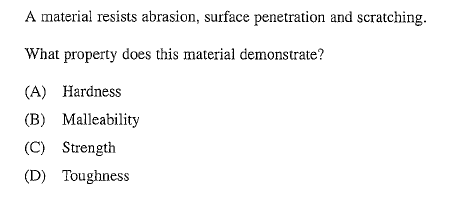 A material resists abrasion, surface penetration and scratching.
What property does this material demonstrate?
(A) Hardness
(B) Malleability
(C) Strength
(D) Toughness